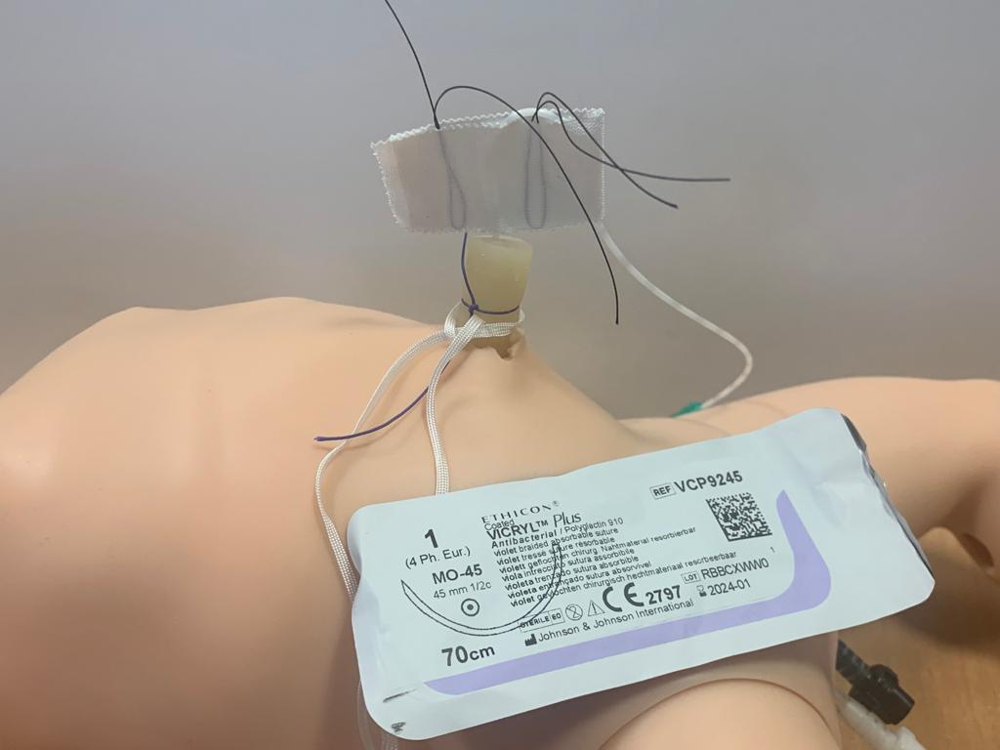 ETHICON®
Coated
VICRYL™ Plus
Antibacterial / Polyglactin 910
violet braided absorbable suture
violet tressé suture résorbable
violett geflochten chirurg. Nahtmaterial resorbierbar
viola intrecciato sutura assorbibile
violeta trenzado sutura absorbible
violeta entrançado sutura absorvível
violet gevlochten chirurgisch hechtmateriaal resorbeerbaar
1
(4 Ph. Eur.)
MO-45
45 mm 1/2c
70cm
REF VCP9245
STERILE EO
CE 2797
LOT RBBCXWW0
2024-01
1
Johnson & Johnson International